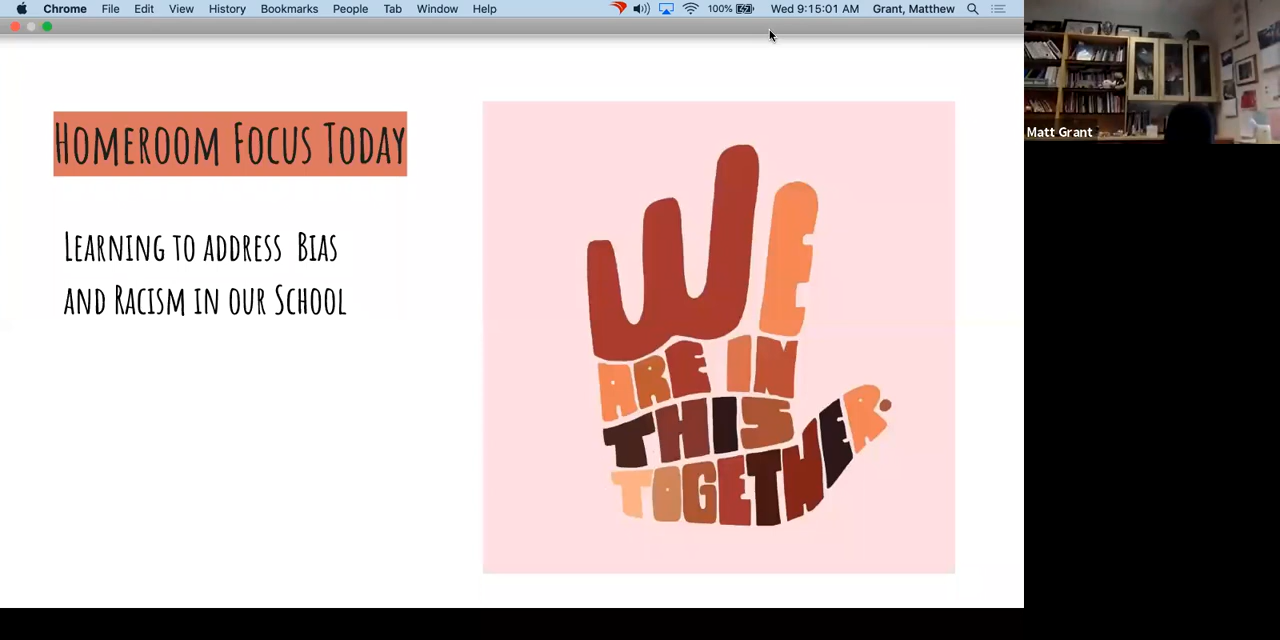 Chrome File Edit View History Bookmarks People Tab Window Help 100% Wed 9:15:01 AM Grant, Matthew
Matt Grant
Homeroom Focus Today
Learning to address Bias
and Racism in our School
WE
ARE IN
THIS
TOGETHER.